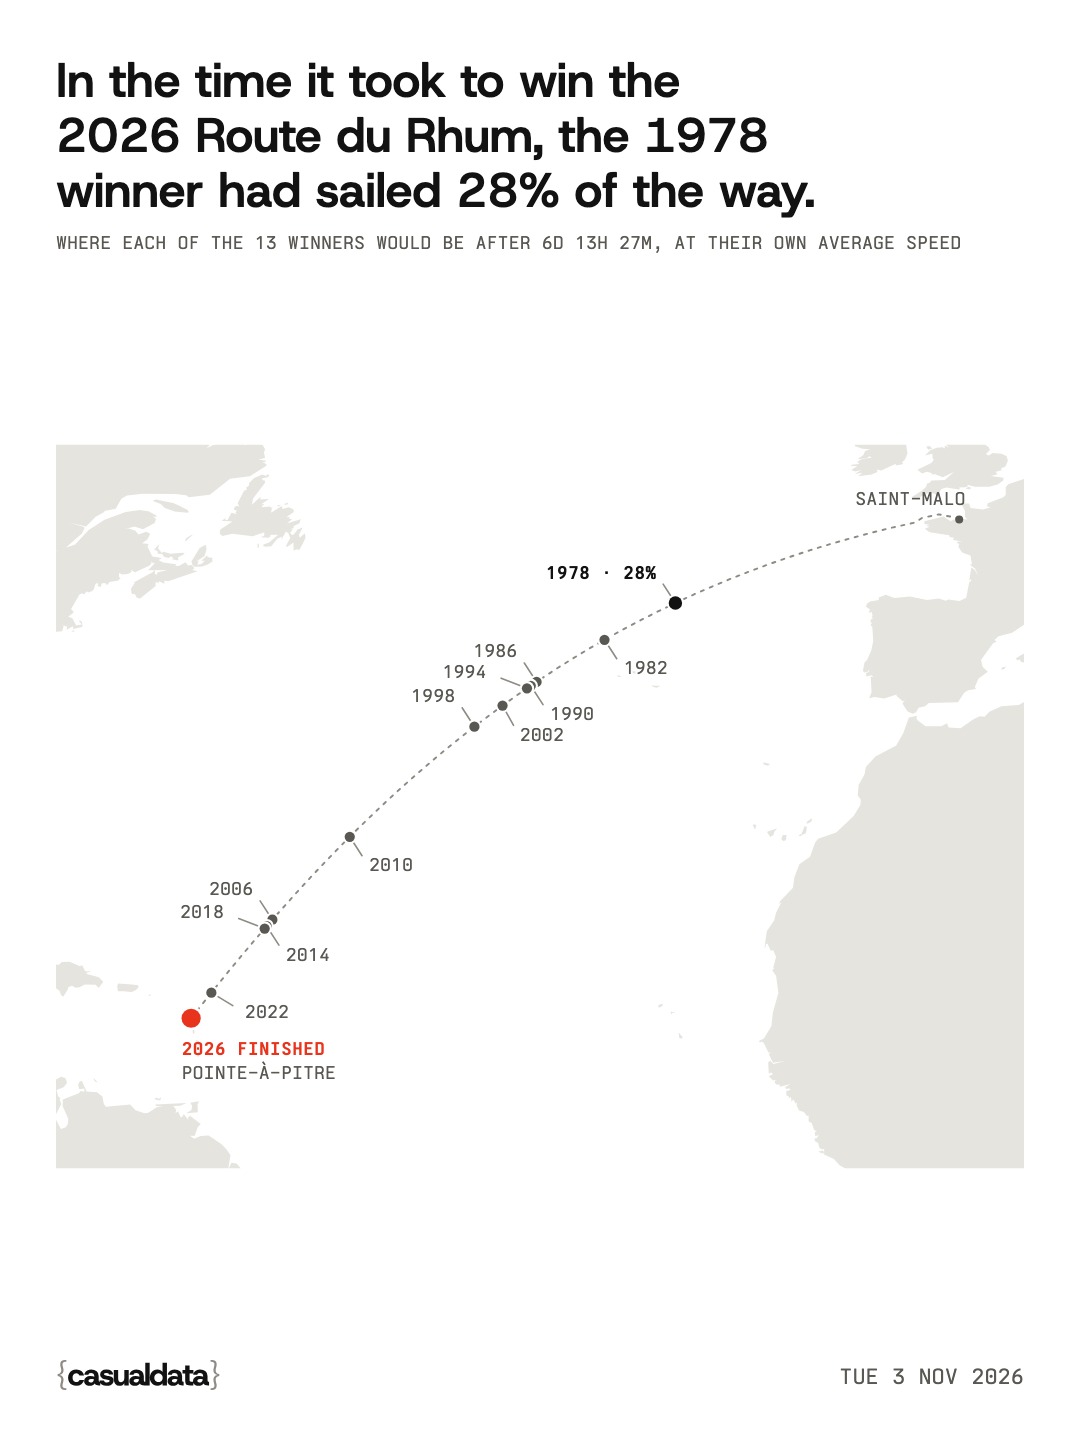 In the time it took to win the
2026 Route du Rhum, the 1978
winner had sailed 28% of the way.
WHERE EACH OF THE 13 WINNERS WOULD BE AFTER 6D 13H 27M, AT THEIR OWN AVERAGE SPEED
SAINT-MALO
1978 · 28%
1986
1982
1994
1998
1990
2002
2010
2006
2018
2014
2022
2026 FINISHED
POINTE-À-PITRE
{casualdata}
TUE 3 NOV 2026